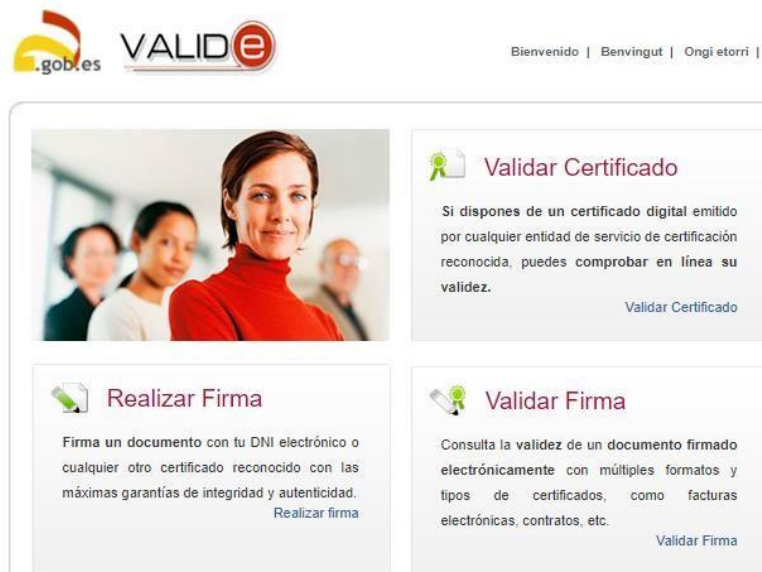 .gob.es VALIDe
Bienvenido | Benvingut | Ongi etorri |
Validar Certificado
Si dispones de un certificado digital emitido
por cualquier entidad de servicio de certificación
reconocida, puedes comprobar en línea su
validez.
Validar Certificado
Realizar Firma
Firma un documento con tu DNI electrónico o
cualquier otro certificado reconocido con las
máximas garantías de integridad y autenticidad.
Realizar firma
Validar Firma
Consulta la validez de un documento firmado
electrónicamente con múltiples formatos y
tipos de certificados, como facturas
electrónicas, contratos, etc.
Validar Firma